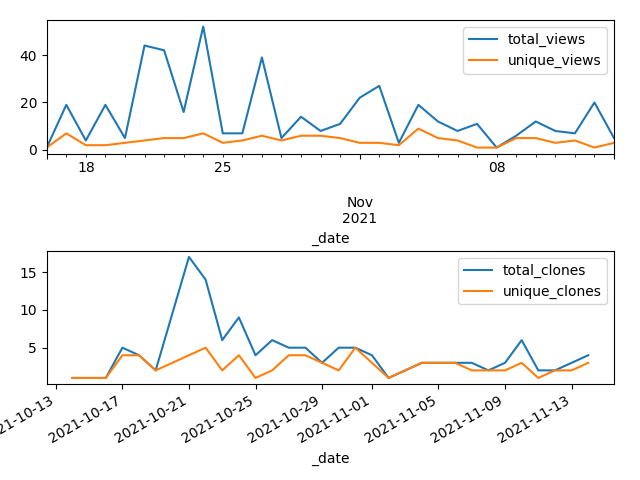 40
20
0
total_views
unique_views
18
25
08
Nov
2021
_date
15
10
5
total_clones
unique_clones
21-10-13
2021-10-17
2021-10-21
2021-10-25
2021-10-29
2021-11-01
2021-11-05
2021-11-09
2021-11-13
_date